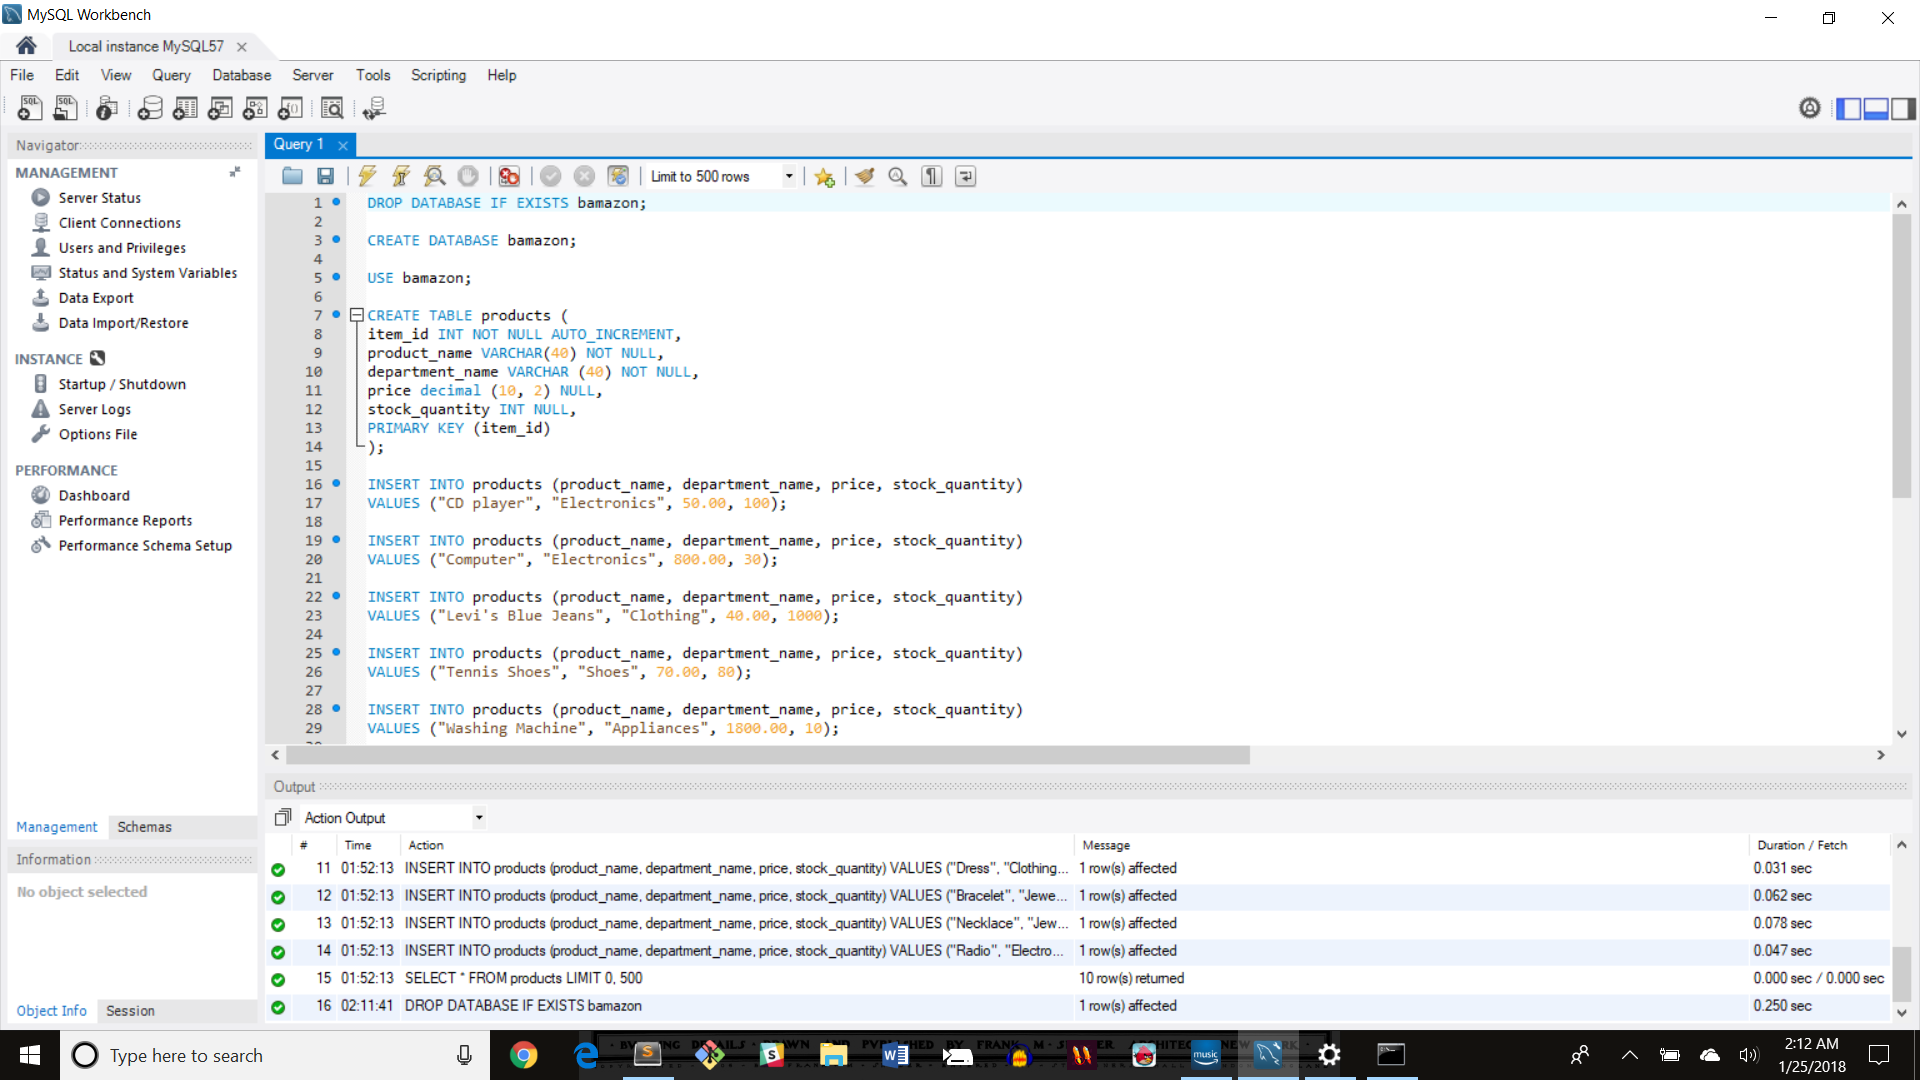 MySQL Workbench
Local instance MySQL57
File Edit View Query Database Server Tools Scripting Help
Navigator
MANAGEMENT
Server Status
Client Connections
Users and Privileges
Status and System Variables
Data Export
Data Import/Restore
INSTANCE
Startup / Shutdown
Server Logs
Options File
PERFORMANCE
Dashboard
Performance Reports
Performance Schema Setup
Management Schemas
Information
No object selected
Object Info Session
Query 1
Limit to 500 rows
1 DROP DATABASE IF EXISTS bamazon;
2
3 CREATE DATABASE bamazon;
4
5 USE bamazon;
6
7 CREATE TABLE products (
8 item_id INT NOT NULL AUTO_INCREMENT,
9 product_name VARCHAR(40) NOT NULL,
10 department_name VARCHAR (40) NOT NULL,
11 price decimal (10, 2) NULL,
12 stock_quantity INT NULL,
13 PRIMARY KEY (item_id)
14 );
15
16 INSERT INTO products (product_name, department_name, price, stock_quantity)
17 VALUES ("CD player", "Electronics", 50.00, 100);
18
19 INSERT INTO products (product_name, department_name, price, stock_quantity)
20 VALUES ("Computer", "Electronics", 800.00, 30);
21
22 INSERT INTO products (product_name, department_name, price, stock_quantity)
23 VALUES ("Levi's Blue Jeans", "Clothing", 40.00, 1000);
24
25 INSERT INTO products (product_name, department_name, price, stock_quantity)
26 VALUES ("Tennis Shoes", "Shoes", 70.00, 80);
27
28 INSERT INTO products (product_name, department_name, price, stock_quantity)
29 VALUES ("Washing Machine", "Appliances", 1800.00, 10);
Output
Action Output
# Time Action Message Duration / Fetch
11 01:52:13 INSERT INTO products (product_name, department_name, price, stock_quantity) VALUES ("Dress", "Clothing... 1 row(s) affected 0.031 sec
12 01:52:13 INSERT INTO products (product_name, department_name, price, stock_quantity) VALUES ("Bracelet", "Jewe... 1 row(s) affected 0.062 sec
13 01:52:13 INSERT INTO products (product_name, department_name, price, stock_quantity) VALUES ("Necklace", "Jew... 1 row(s) affected 0.078 sec
14 01:52:13 INSERT INTO products (product_name, department_name, price, stock_quantity) VALUES ("Radio", "Electro... 1 row(s) affected 0.047 sec
15 01:52:13 SELECT * FROM products LIMIT 0, 500 10 row(s) returned 0.000 sec / 0.000 sec
16 02:11:41 DROP DATABASE IF EXISTS bamazon 1 row(s) affected 0.250 sec
Type here to search
music
2:12 AM
1/25/2018